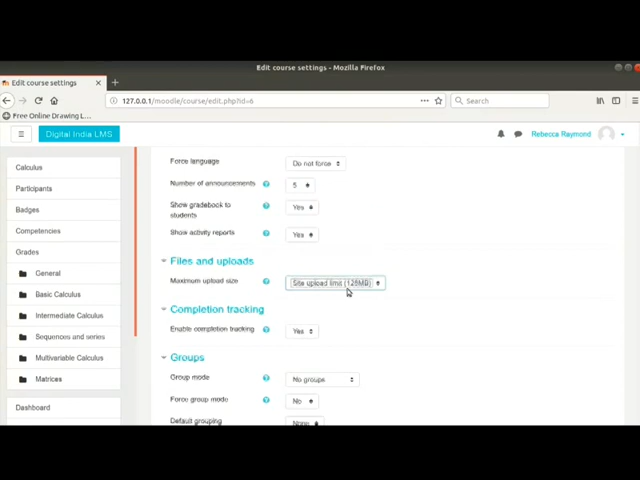 Edit course settings - Mozilla Firefox
Edit course settings
127.0.0.1/moodle/course/edit.php?id=6
Search
Free Online Drawing L...
Digital India LMS
Rebecca Raymond
Calculus
Participants
Badges
Competencies
Grades
General
Basic Calculus
Intermediate Calculus
Sequences and series
Multivariable Calculus
Matrices
Dashboard
Force language
Do not force
Number of announcements
5
Show gradebook to
students
Yes
Show activity reports
Yes
Files and uploads
Maximum upload size
Site upload limit (128MB)
Completion tracking
Enable completion tracking
Yes
Groups
Group mode
No groups
Force group mode
No
Default grouping
None